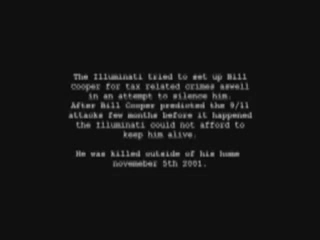 The Illuminati tried to set up Bill
Cooper for tax related crimes aswell
in an attempt to silence him.
After Bill Cooper predicted the 9/11
attacks few months before it happened
the Illuminati could not afford to
keep him alive.
He was killed outside of his home
novemeber 5th 2001.